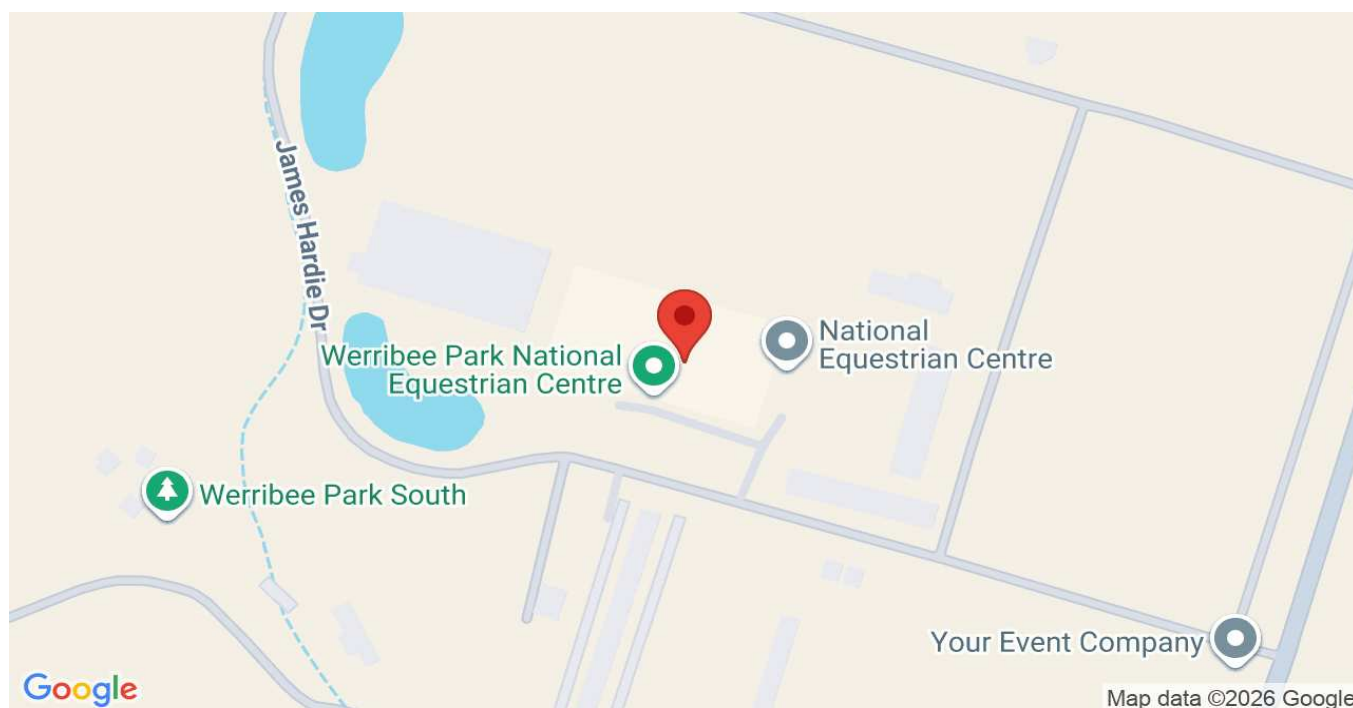 James Hardie Dr
Werribee Park National
Equestrian Centre
National
Equestrian Centre
Werribee Park South
Your Event Company
Google
Map data ©2026 Google